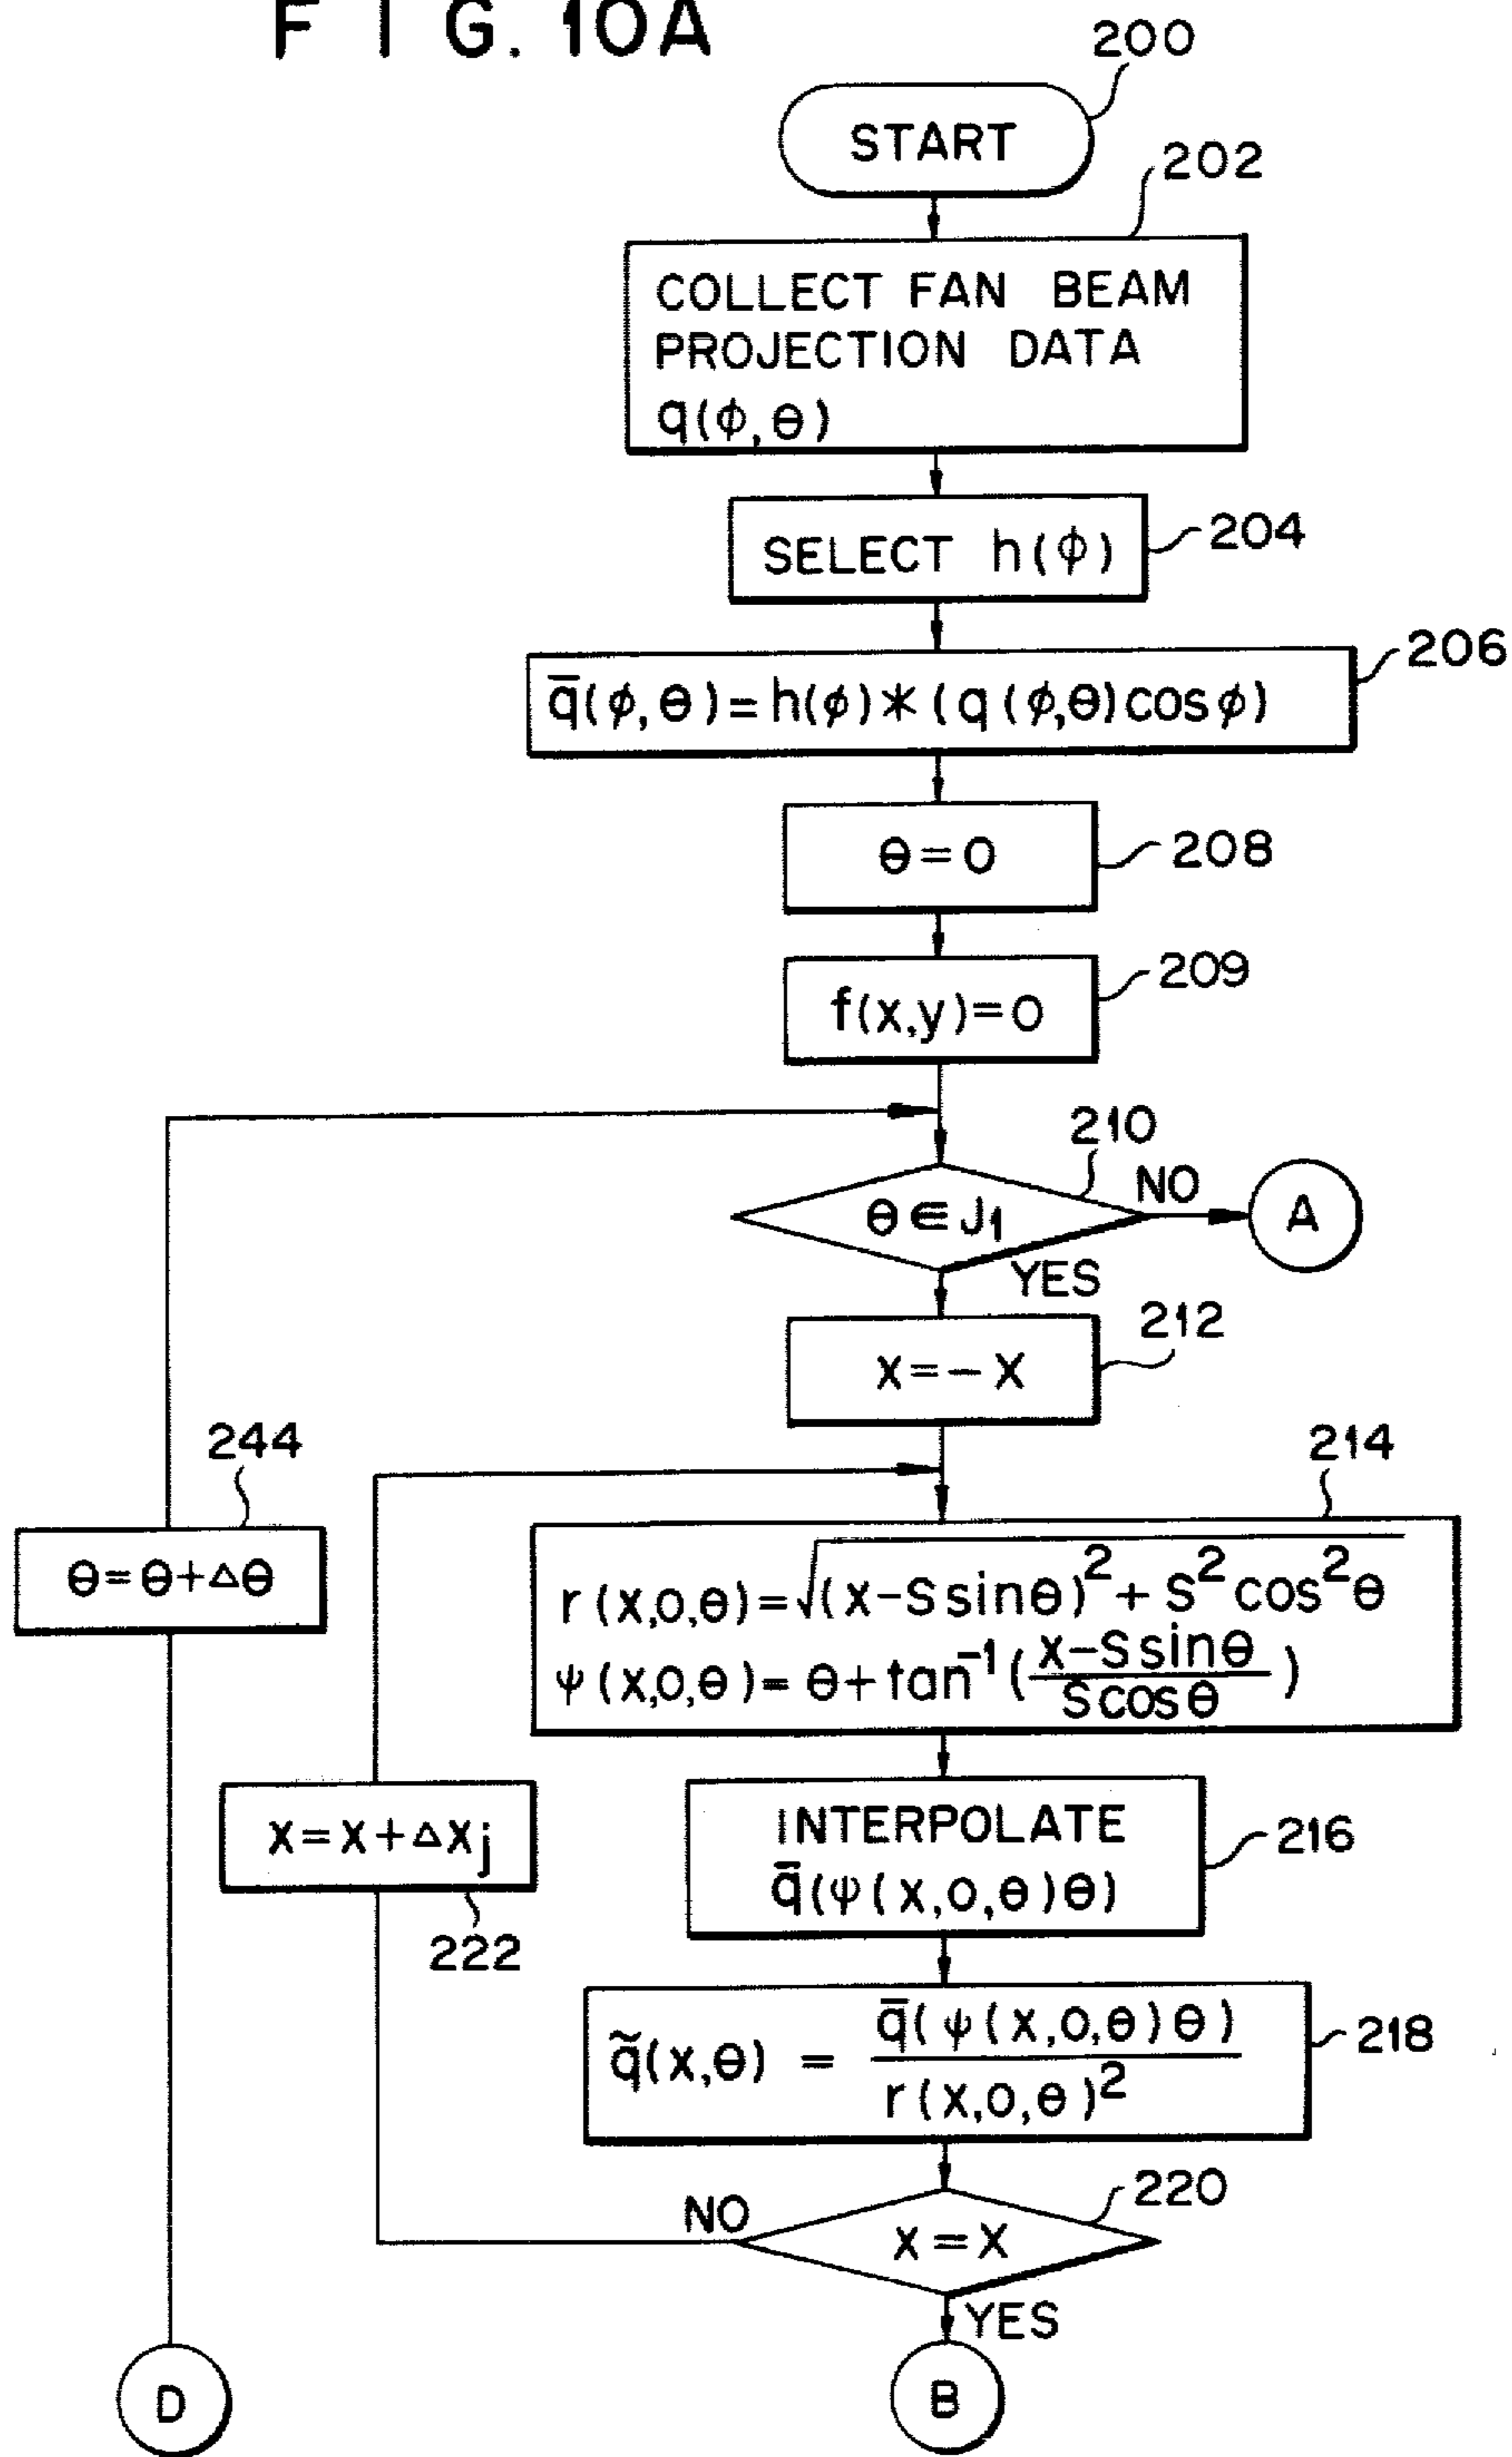 FIG. 10A
200
START
202
COLLECT FAN BEAM
PROJECTION DATA
q(ϕ,θ)
SELECT h(ϕ)
204
206
q̅(ϕ,θ)=h(ϕ)*(q(ϕ,θ)cosϕ)
θ=0
208
209
f(x,y)=0
210
θ∈J₁
NO
A
YES
212
x=-X
244
θ=θ+Δθ
214
r(x,0,θ)=√(x-S sinθ)²+S² cos²θ
ψ(x,0,θ)=θ+tan⁻¹(x-S sinθ/S cosθ)
x=x+Δxj
222
INTERPOLATE
q̅(ψ(x,0,θ)θ)
216
q̃(x,θ) = q̅(ψ(x,0,θ)θ)/r(x,0,θ)²
218
220
NO
x=X
YES
D
B